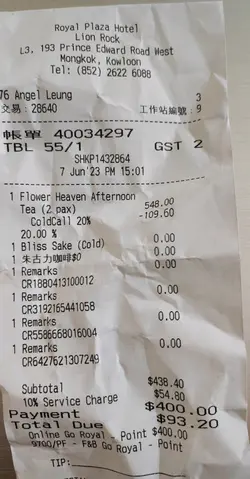 Royal Plaza Hotel
Lion Rock
L3, 193 Prince Edward Road West
Mongkok, Kowloon
Tel: (852) 2622 6088
76 Angel Leung 3
交易: 28640 工作站編號: 9
帳單 40034297
TBL 55/1 GST 2
SHKP1432864
7 Jun'23 PM 15:01
1 Flower Heaven Afternoon
Tea (2 pax) 548.00
ColdCall 20% -109.60
20.00 %
1 Bliss Sake (Cold) 0.00
1 朱古力咖啡$0 0.00
1 Remarks 0.00
CR1880413100012
1 Remarks 0.00
CR3192165441058
1 Remarks 0.00
CR5586668016004
1 Remarks 0.00
CR6427621307249
Subtotal $438.40
10% Service Charge $54.80
Payment $400.00
Total Due $93.20
Online Go Royal - Point $400.00
9700/PF - F&B Go Royal - Point
TIP: